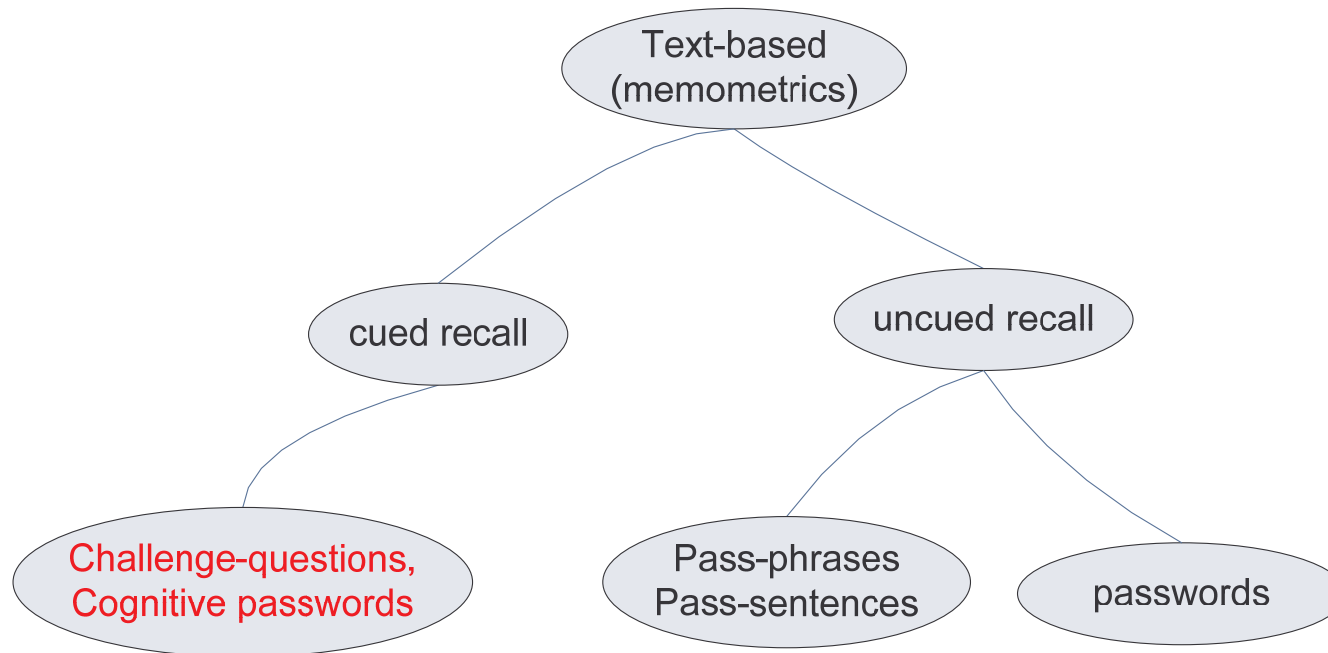 Text-based
(memometrics)
cued recall
uncued recall
Challenge-questions,
Cognitive passwords
Pass-phrases
Pass-sentences
passwords